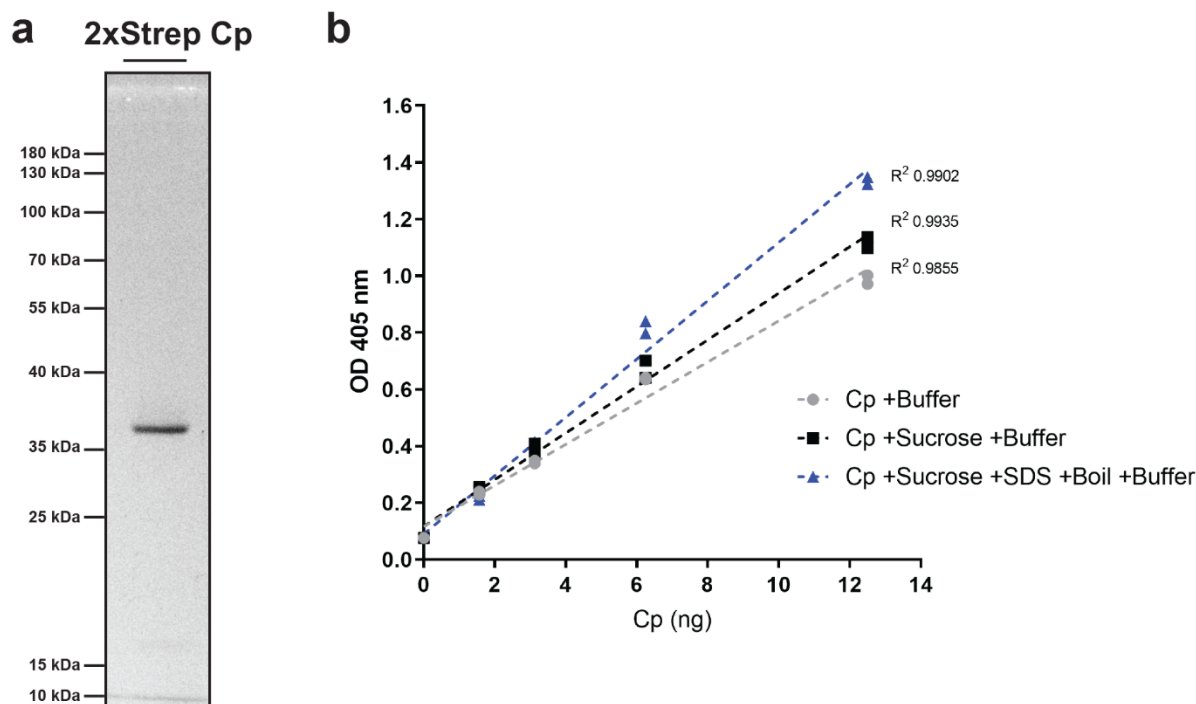 a
2xStrep Cp
180 kDa
130 kDa
100 kDa
70 kDa
55 kDa
40 kDa
35 kDa
25 kDa
15 kDa
10 kDa
b
1.6
1.4
1.2
1.0
0.8
0.6
0.4
0.2
0.0
OD 405 nm
0 2 4 6 8 10 12 14
Cp (ng)
R² 0.9902
R² 0.9935
R² 0.9855
Cp +Buffer
Cp +Sucrose +Buffer
Cp +Sucrose +SDS +Boil +Buffer